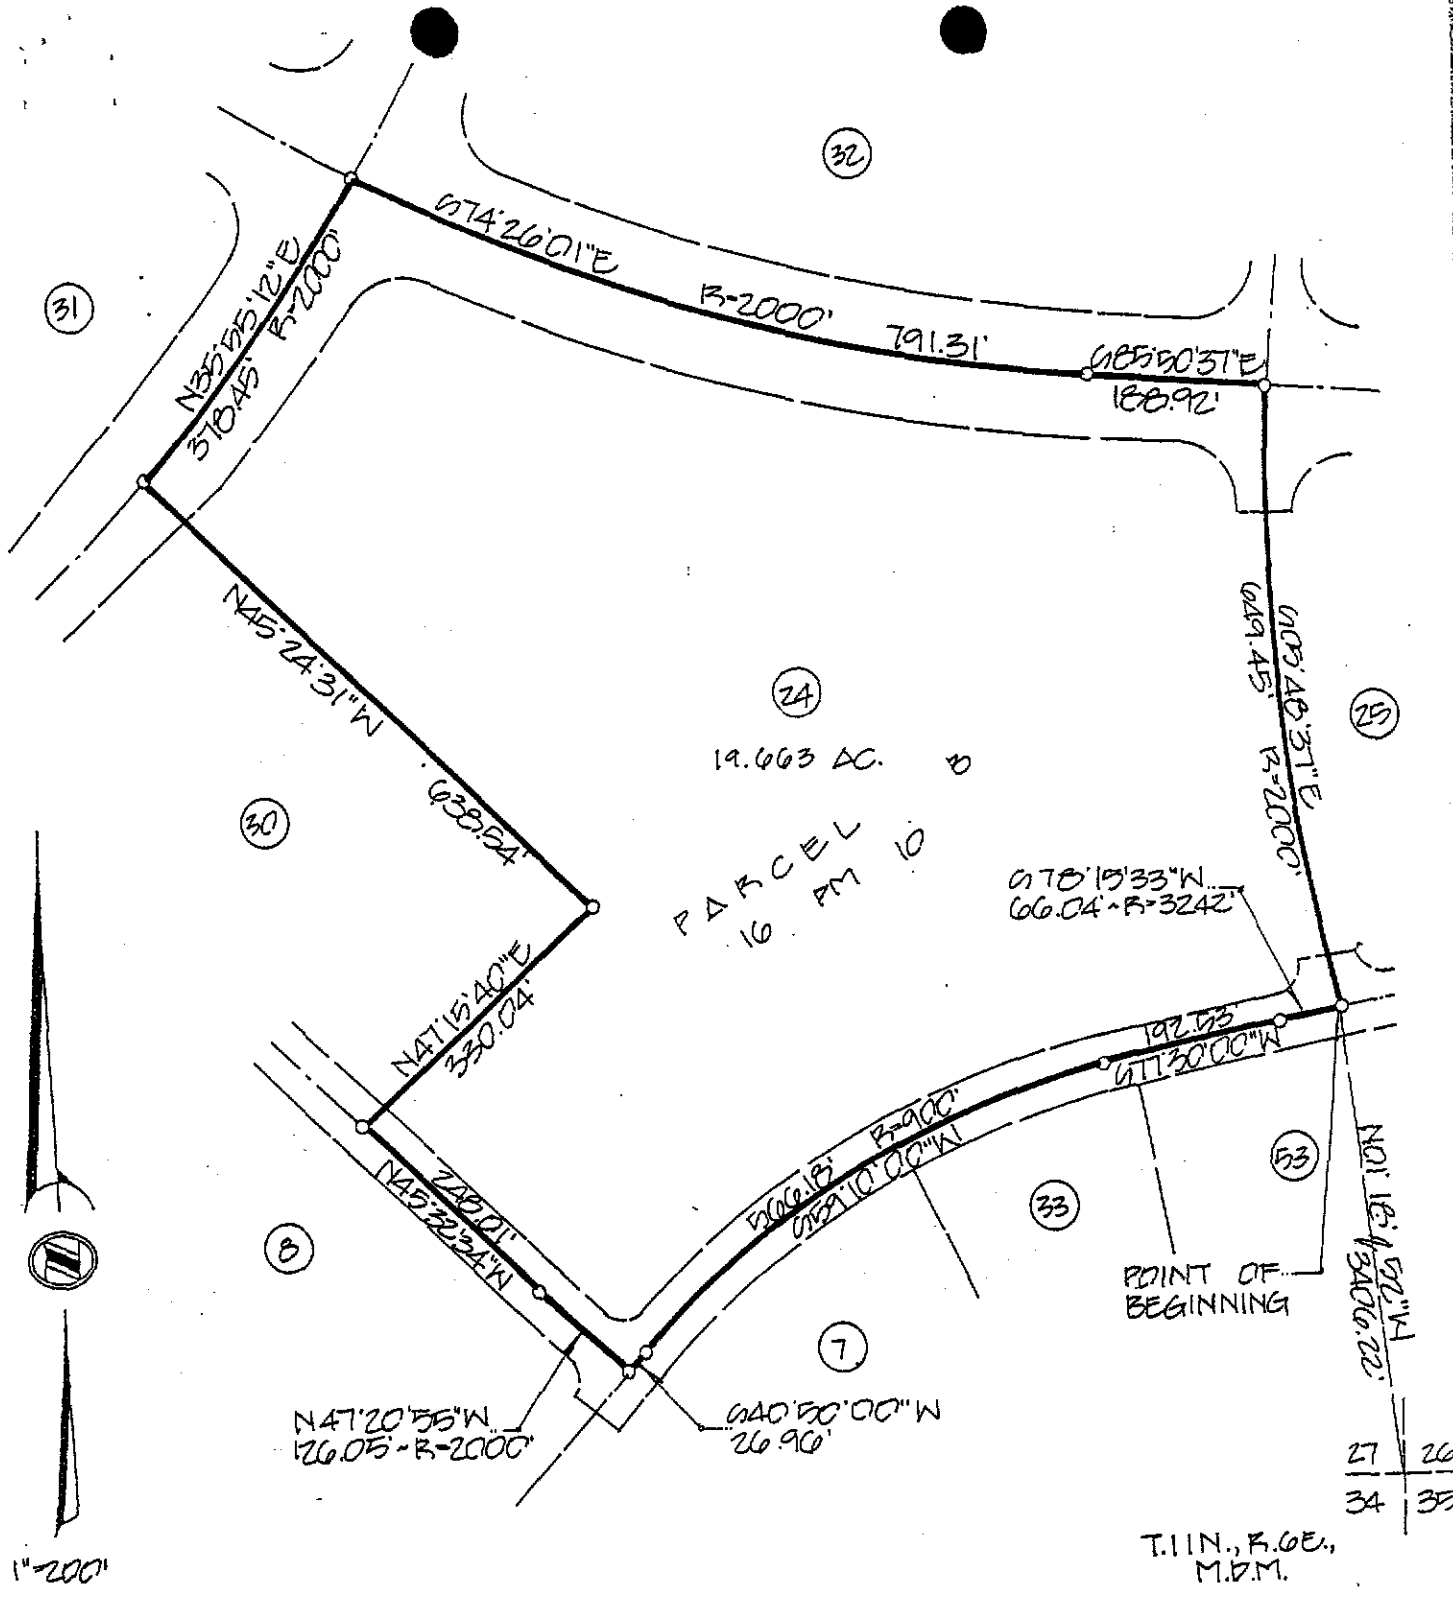 32
S74°26'01"E
R=2000'
791.31'
S85°50'37"E
188.92'
31
N35°55'12"E
378.45' R=2000'
N45°24'31"W
638.54'
24
19.663 AC.
S05°48'37"E
649.45' R=2000'
25
30
PARCEL
16 PM 10
S78°15'33"W
66.04'~R=3242'
N47°15'40"E
330.04'
192.53'
S77°30'00"W
566.18' R=900'
S59°10'00"W
53
33
N01°18' 52"W
3406.22'
248.01'
N45°32'34"W
8
POINT OF
BEGINNING
7
N47°20'55"W
126.05'~R=2000'
S40°50'00"W
26.96'
27 26
34 35
1"=200'
T.11N., R.6E.,
M.D.M.